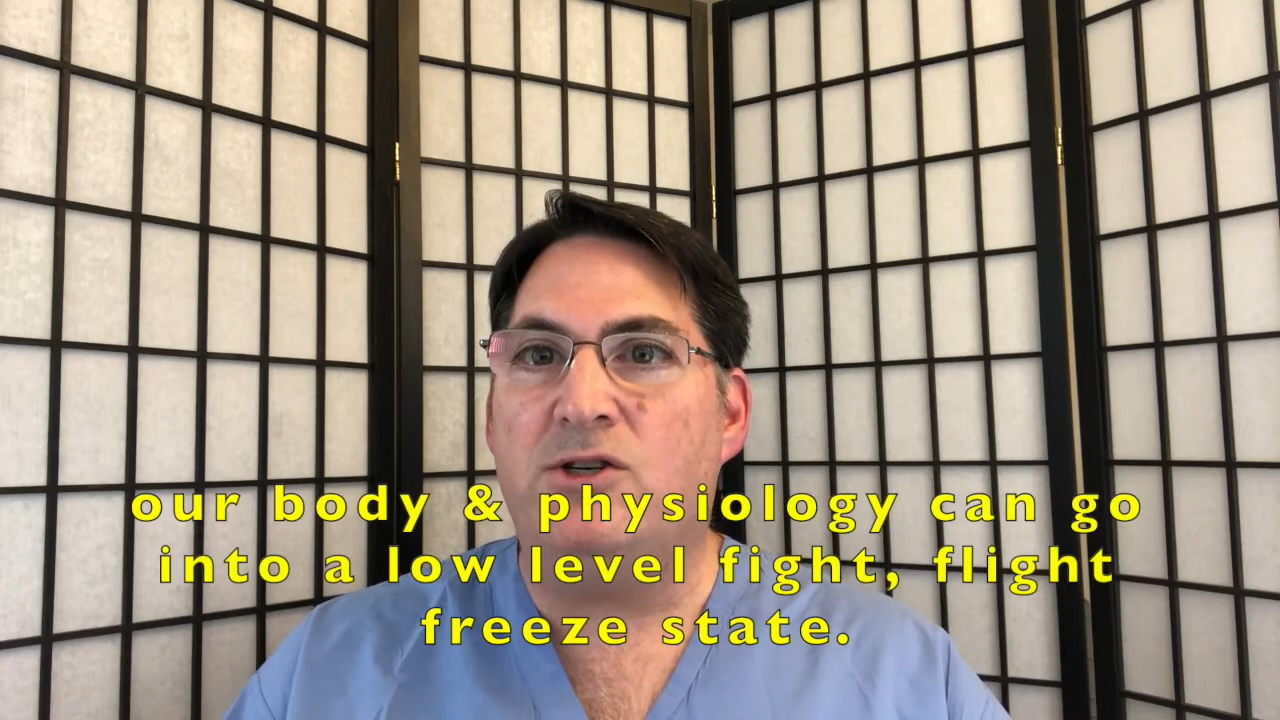 our body & physiology can go
into a low level fight, flight
freeze state.